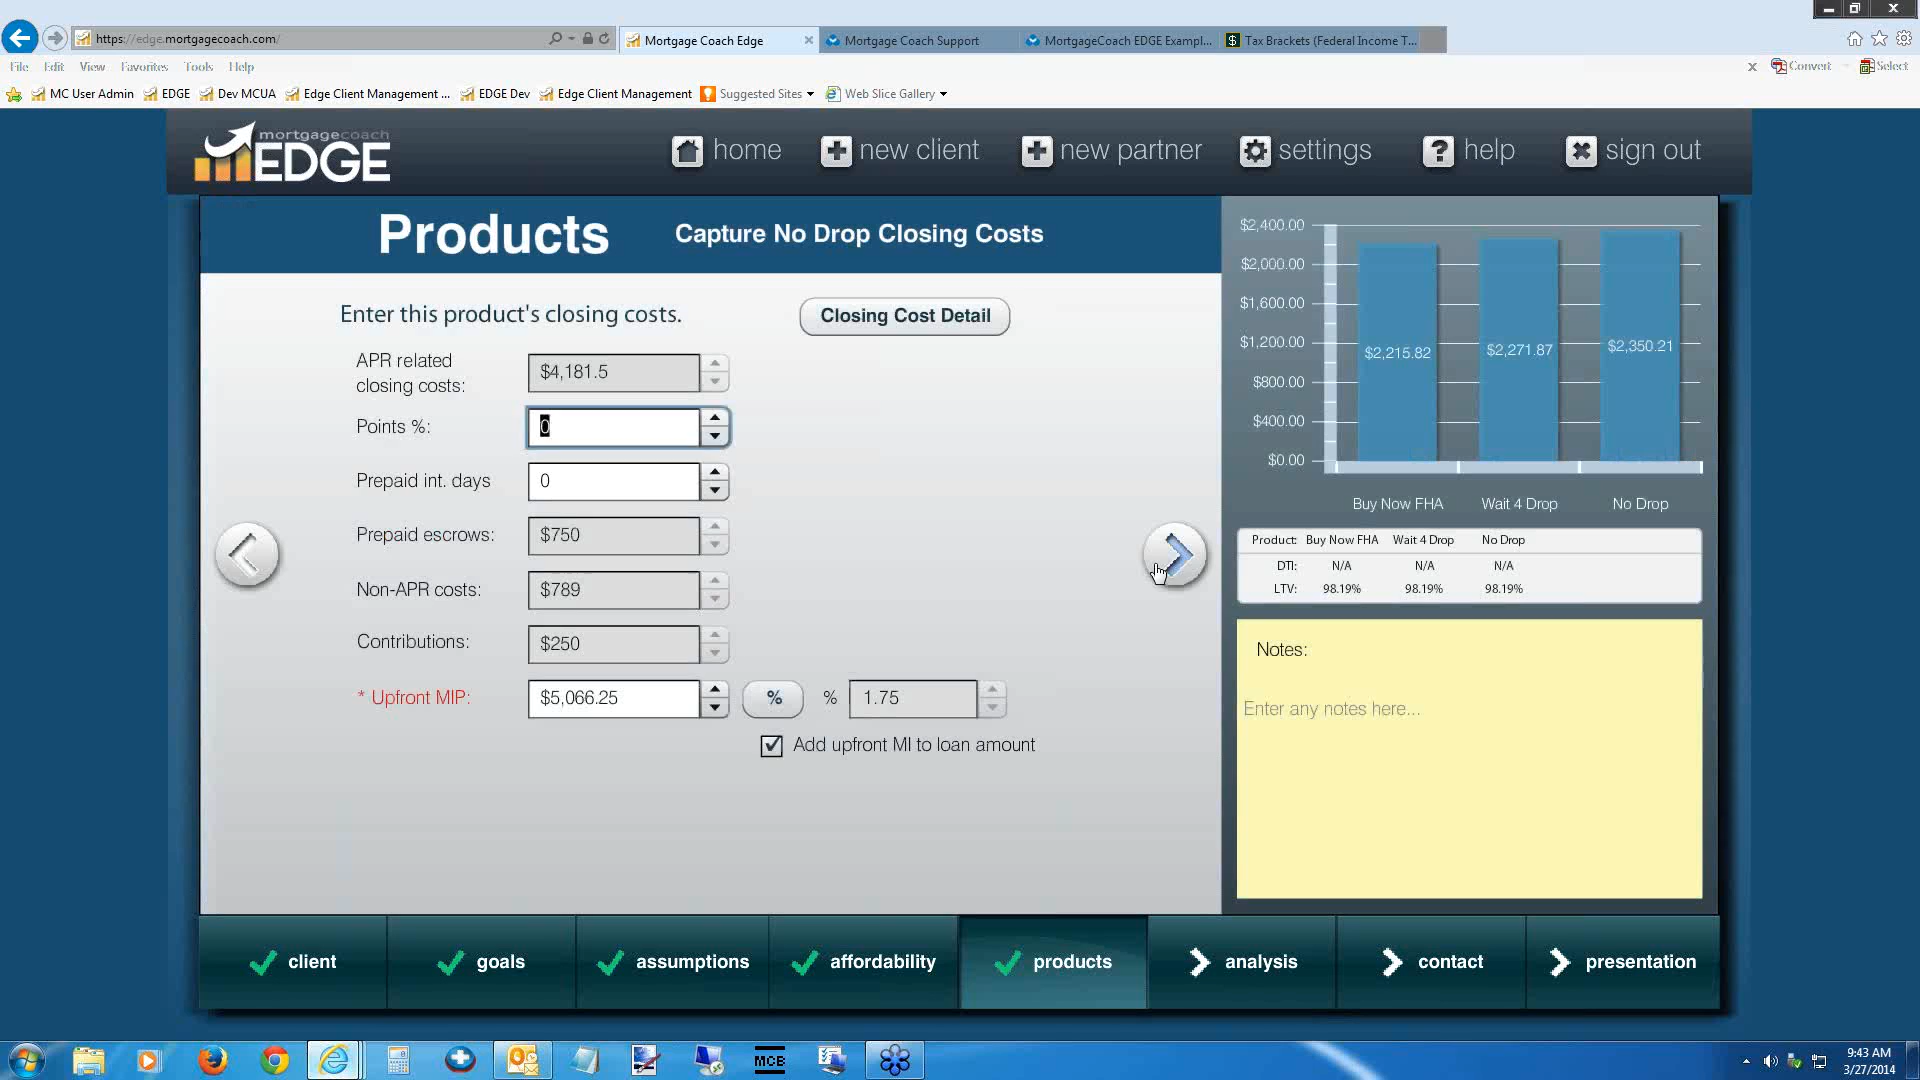 https://edge.mortgagecoach.com/
Mortgage Coach Edge
Mortgage Coach Support
MortgageCoach EDGE Exampl...
Tax Brackets (Federal Income T...
File Edit View Favorites Tools Help
Convert
Select
MC User Admin
EDGE
Dev MCUA
Edge Client Management ...
EDGE Dev
Edge Client Management
Suggested Sites
Web Slice Gallery
mortgagecoach
EDGE
home
new client
new partner
settings
help
sign out
Products
Capture No Drop Closing Costs
Enter this product's closing costs.
Closing Cost Detail
APR related
closing costs:
$4,181.5
Points %:
0
Prepaid int. days
0
Prepaid escrows:
$750
Non-APR costs:
$789
Contributions:
$250
* Upfront MIP:
$5,066.25
%
%
1.75
Add upfront MI to loan amount
$2,400.00
$2,000.00
$1,600.00
$1,200.00
$800.00
$400.00
$0.00
$2,215.82
$2,271.87
$2,350.21
Buy Now FHA
Wait 4 Drop
No Drop
Product: Buy Now FHA Wait 4 Drop No Drop
DTI: N/A N/A N/A
LTV: 98.19% 98.19% 98.19%
Notes:
Enter any notes here...
client
goals
assumptions
affordability
products
analysis
contact
presentation
MCB
9:43 AM
3/27/2014